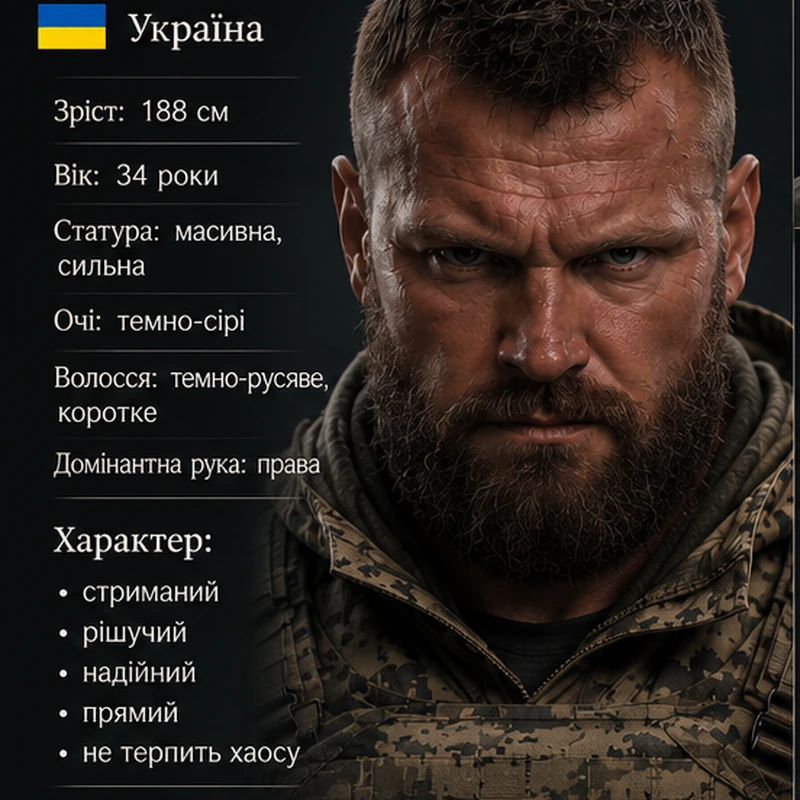 Україна
Зріст: 188 см
Вік: 34 роки
Статура: масивна,
сильна
Очі: темно-сірі
Волосся: темно-русяве,
коротке
Домінантна рука: права
Характер:
• стриманий
• рішучий
• надійний
• прямий
• не терпить хаосу